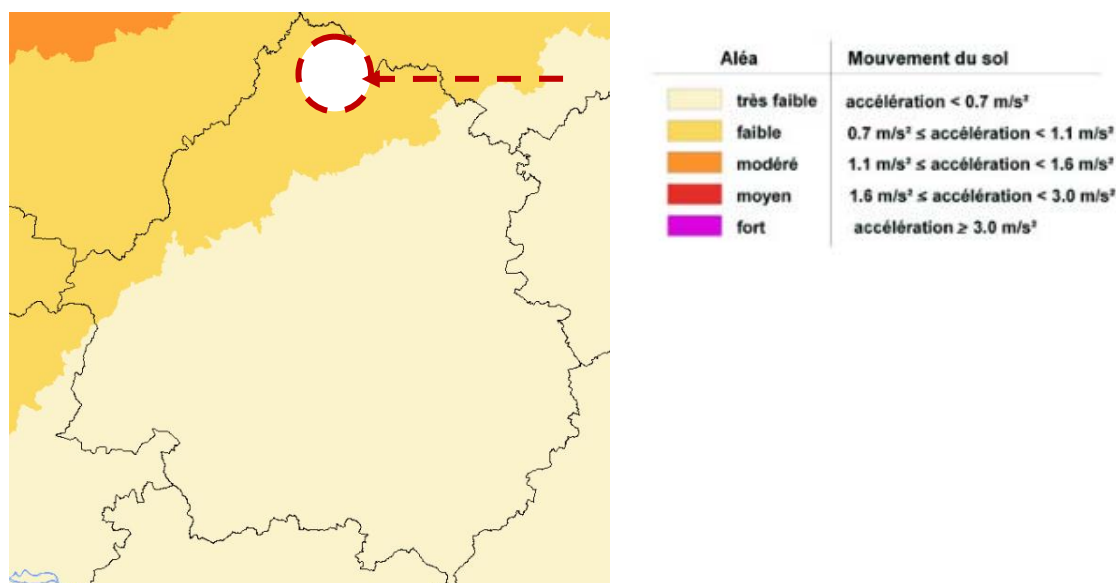 Aléa Mouvement du sol
très faible accélération < 0.7 m/s²
faible 0.7 m/s² ≤ accélération < 1.1 m/s²
modéré 1.1 m/s² ≤ accélération < 1.6 m/s²
moyen 1.6 m/s² ≤ accélération < 3.0 m/s²
fort accélération ≥ 3.0 m/s²